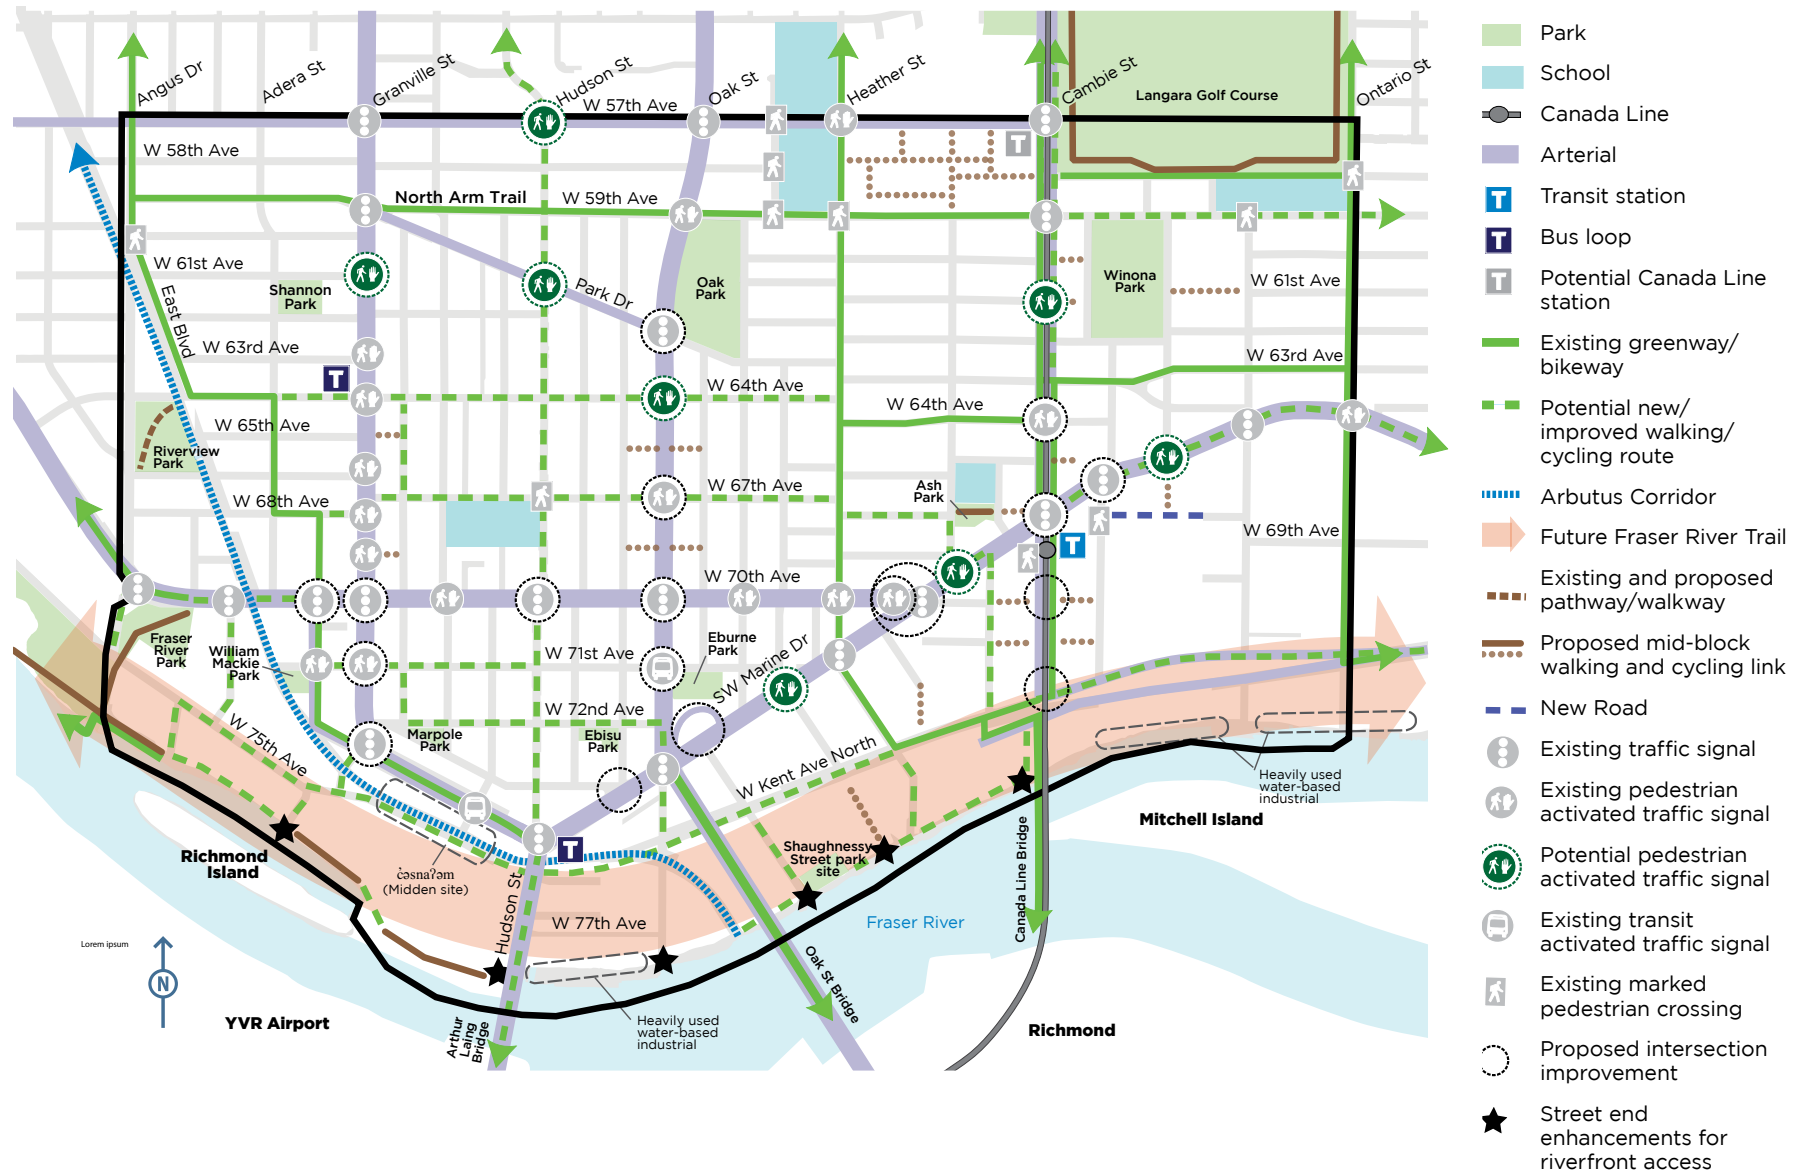 Angus Dr
Adera St
Granville St
Hudson St
W 57th Ave
Oak St
Heather St
Cambie St
Langara Golf Course
Ontario St
W 58th Ave
T
North Arm Trail
W 59th Ave
W 61st Ave
East Blvd
Shannon
Park
Park Dr
Oak
Park
Winona
Park
W 61st Ave
W 63rd Ave
W 63rd Ave
T
W 64th Ave
W 64th Ave
W 65th Ave
Riverview
Park
W 68th Ave
W 67th Ave
Ash
Park
W 69th Ave
T
W 70th Ave
Fraser
River
Park
William
Mackie
Park
W 71st Ave
Eburne
Park
SW Marine Dr
W 72nd Ave
W 75th Ave
Marpole
Park
Ebisu
Park
W Kent Ave North
Heavily used
water-based
industrial
Mitchell Island
Richmond
Island
c̓əsnaʔəm
(Midden site)
T
Shaughnessy
Street park
site
Canada Line Bridge
Hudson St
W 77th Ave
Fraser River
Lorem ipsum
N
Oak St Bridge
YVR Airport
Arthur
Laing
Bridge
Heavily used
water-based
industrial
Richmond
Park
School
Canada Line
Arterial
T
Transit station
T
Bus loop
T
Potential Canada Line
station
Existing greenway/
bikeway
Potential new/
improved walking/
cycling route
Arbutus Corridor
Future Fraser River Trail
Existing and proposed
pathway/walkway
Proposed mid-block
walking and cycling link
New Road
Existing traffic signal
Existing pedestrian
activated traffic signal
Potential pedestrian
activated traffic signal
Existing transit
activated traffic signal
Existing marked
pedestrian crossing
Proposed intersection
improvement
Street end
enhancements for
riverfront access